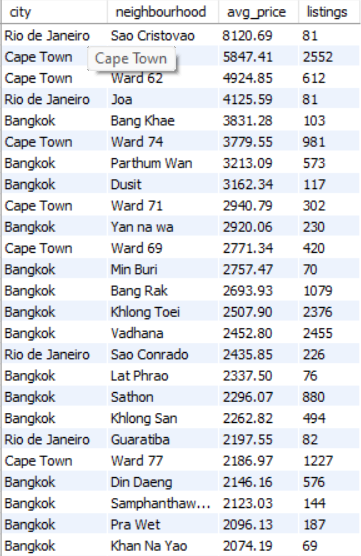 city neighbourhood avg_price listings
Rio de Janeiro Sao Cristovao 8120.69 81
Cape Town Cape Town 5847.41 2552
Cape Town Ward 62 4924.85 612
Rio de Janeiro Joa 4125.59 81
Bangkok Bang Khae 3831.28 103
Cape Town Ward 74 3779.55 981
Bangkok Parthum Wan 3213.09 573
Bangkok Dusit 3162.34 117
Cape Town Ward 71 2940.79 302
Bangkok Yan na wa 2920.06 230
Cape Town Ward 69 2771.34 420
Bangkok Min Buri 2757.47 70
Bangkok Bang Rak 2693.93 1079
Bangkok Khlong Toei 2507.90 2376
Bangkok Vadhana 2452.80 2455
Rio de Janeiro Sao Conrado 2435.85 226
Bangkok Lat Phrao 2337.50 76
Bangkok Sathon 2296.07 880
Bangkok Khlong San 2262.82 494
Rio de Janeiro Guaratiba 2197.55 82
Cape Town Ward 77 2186.97 1227
Bangkok Din Daeng 2146.16 576
Bangkok Samphanthaw... 2123.03 144
Bangkok Pra Wet 2096.13 187
Bangkok Khan Na Yao 2074.19 69